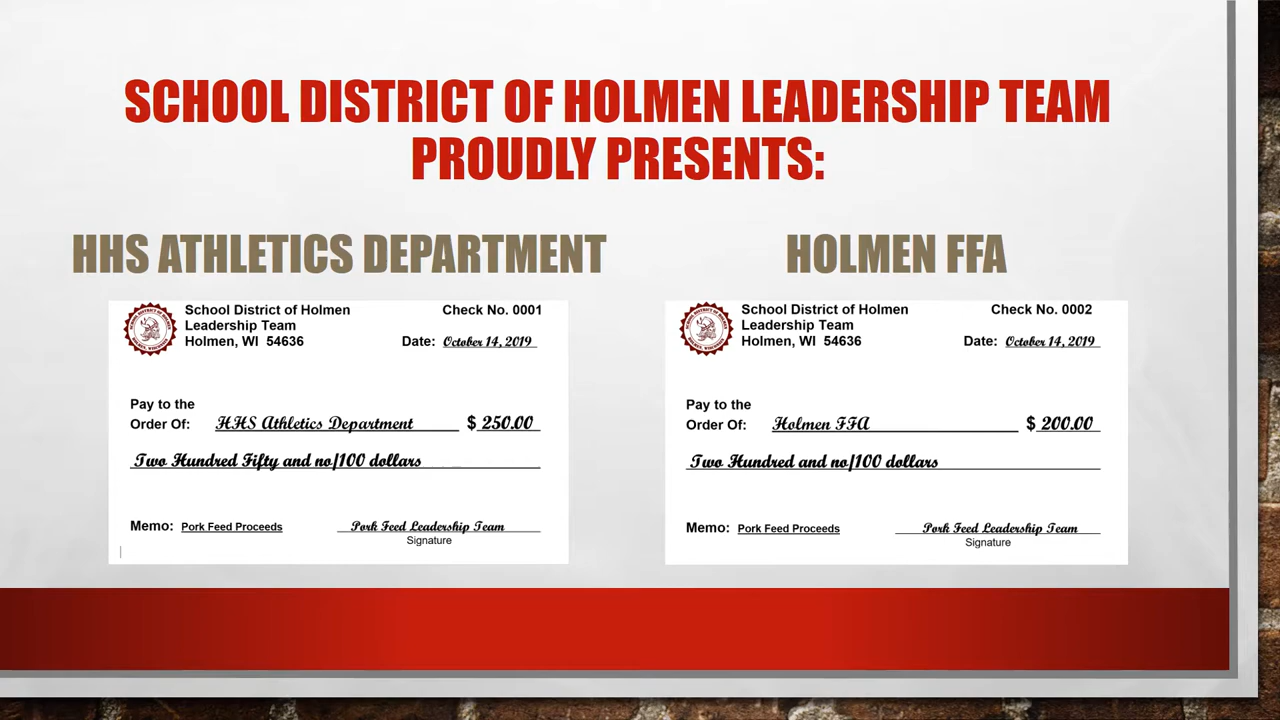 SCHOOL DISTRICT OF HOLMEN LEADERSHIP TEAM
PROUDLY PRESENTS:
HHS ATHLETICS DEPARTMENT
School District of Holmen Check No. 0001
Leadership Team
Holmen, WI 54636 Date: October 14, 2019
Pay to the
Order Of: HHS Athletics Department $ 250.00
Two Hundred Fifty and no/100 dollars
Memo: Pork Feed Proceeds Pork Feed Leadership Team
Signature
HOLMEN FFA
School District of Holmen Check No. 0002
Leadership Team
Holmen, WI 54636 Date: October 14, 2019
Pay to the
Order Of: Holmen FFA $ 200.00
Two Hundred and no/100 dollars
Memo: Pork Feed Proceeds Pork Feed Leadership Team
Signature